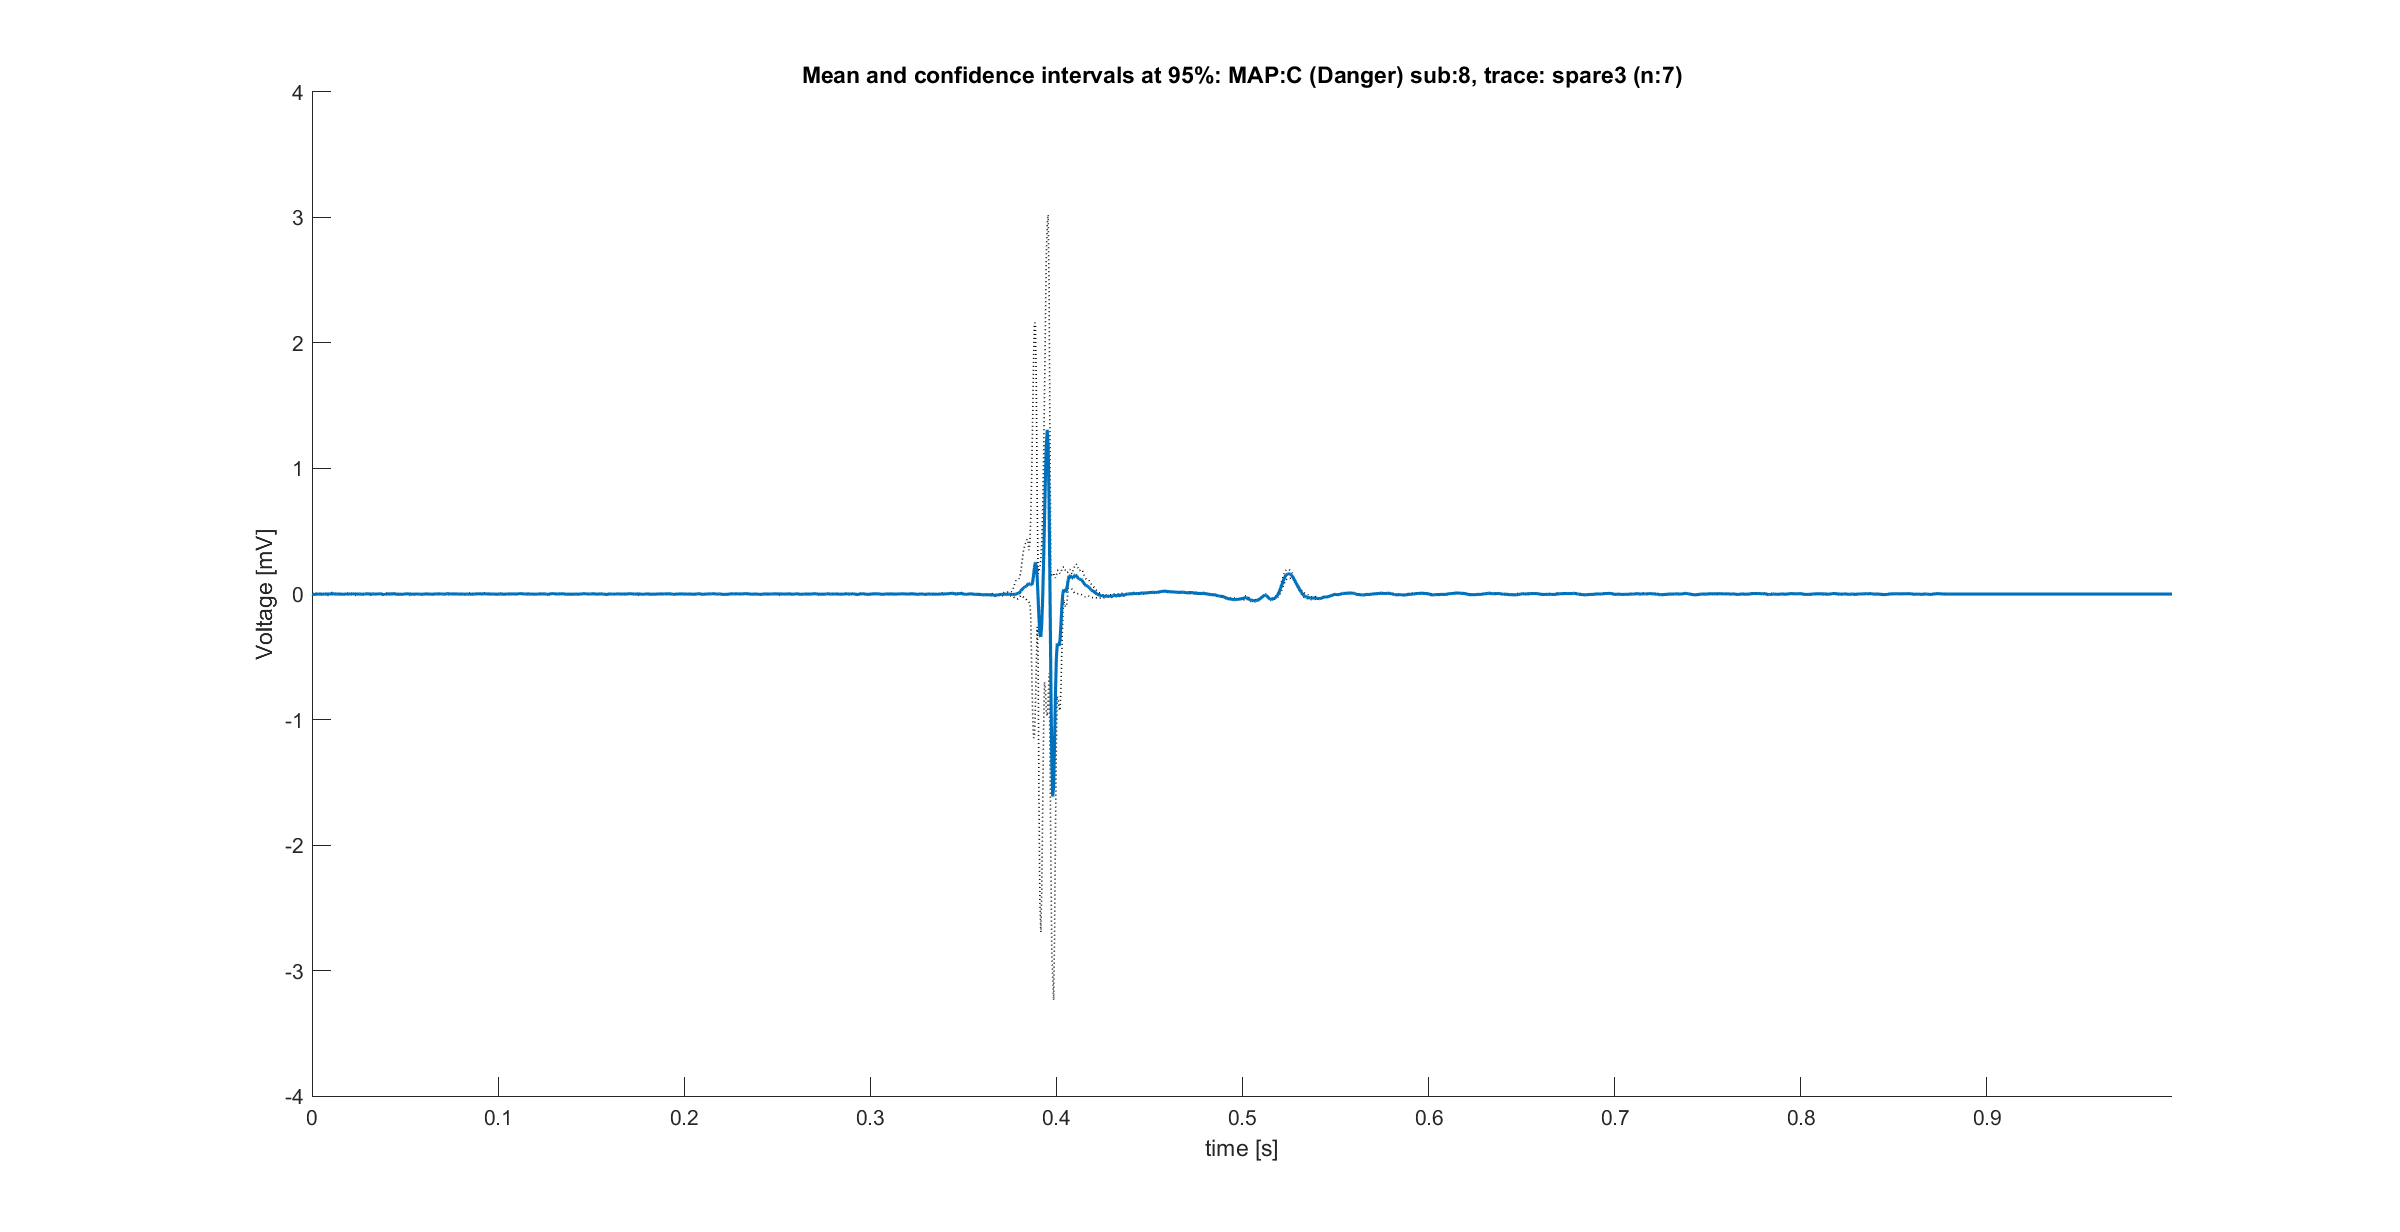 Mean and confidence intervals at 95%: MAP:C (Danger) sub:8, trace: spare3 (n:7)
4
3
2
1
0
-1
-2
-3
-4
Voltage [mV]
0 0.1 0.2 0.3 0.4 0.5 0.6 0.7 0.8 0.9
time [s]